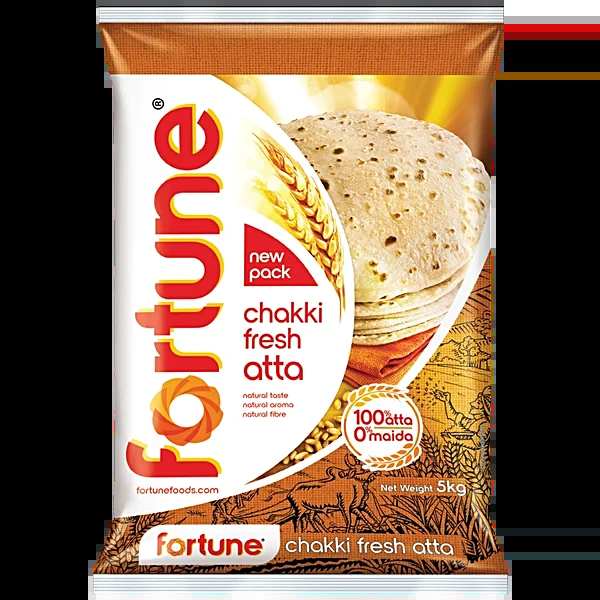 fortune®
new
pack
chakki
fresh
atta
natural taste
natural aroma
natural fibre
100% atta
0% maida
fortunefoods.com
Net Weight 5kg
fortune®
chakki fresh atta